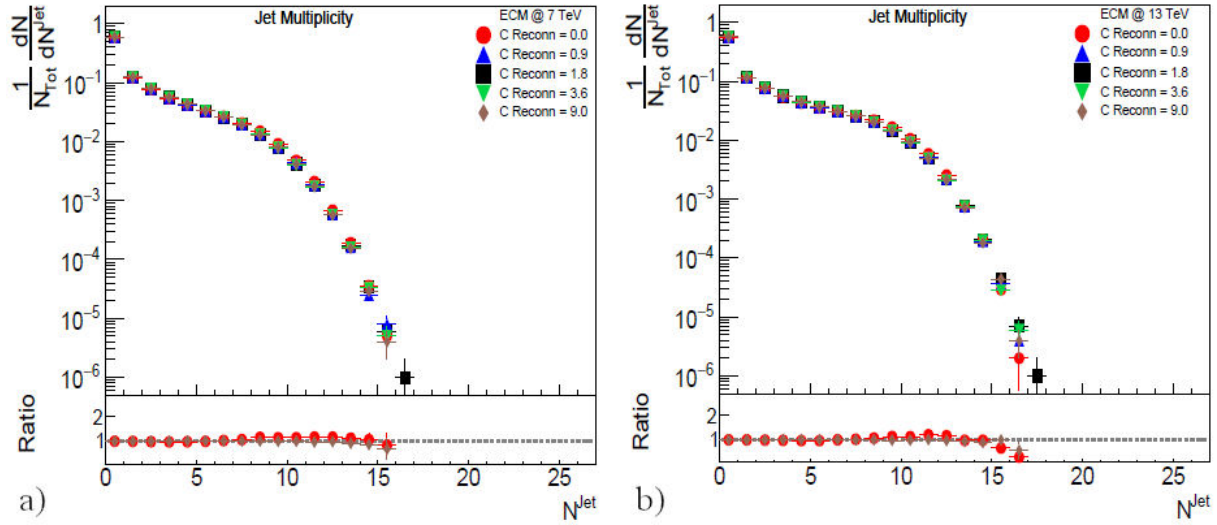 Jet Multiplicity
ECM @ 7 TeV
C Reconn = 0.0
C Reconn = 0.9
C Reconn = 1.8
C Reconn = 3.6
C Reconn = 9.0
1/N_Tot dN/dN^Jet
1
10^-1
10^-2
10^-3
10^-4
10^-5
10^-6
Ratio
2
1
0 5 10 15 20 25
N^Jet
a)
Jet Multiplicity
ECM @ 13 TeV
C Reconn = 0.0
C Reconn = 0.9
C Reconn = 1.8
C Reconn = 3.6
C Reconn = 9.0
1/N_Tot dN/dN^Jet
1
10^-1
10^-2
10^-3
10^-4
10^-5
10^-6
Ratio
2
1
0 5 10 15 20 25
N^Jet
b)